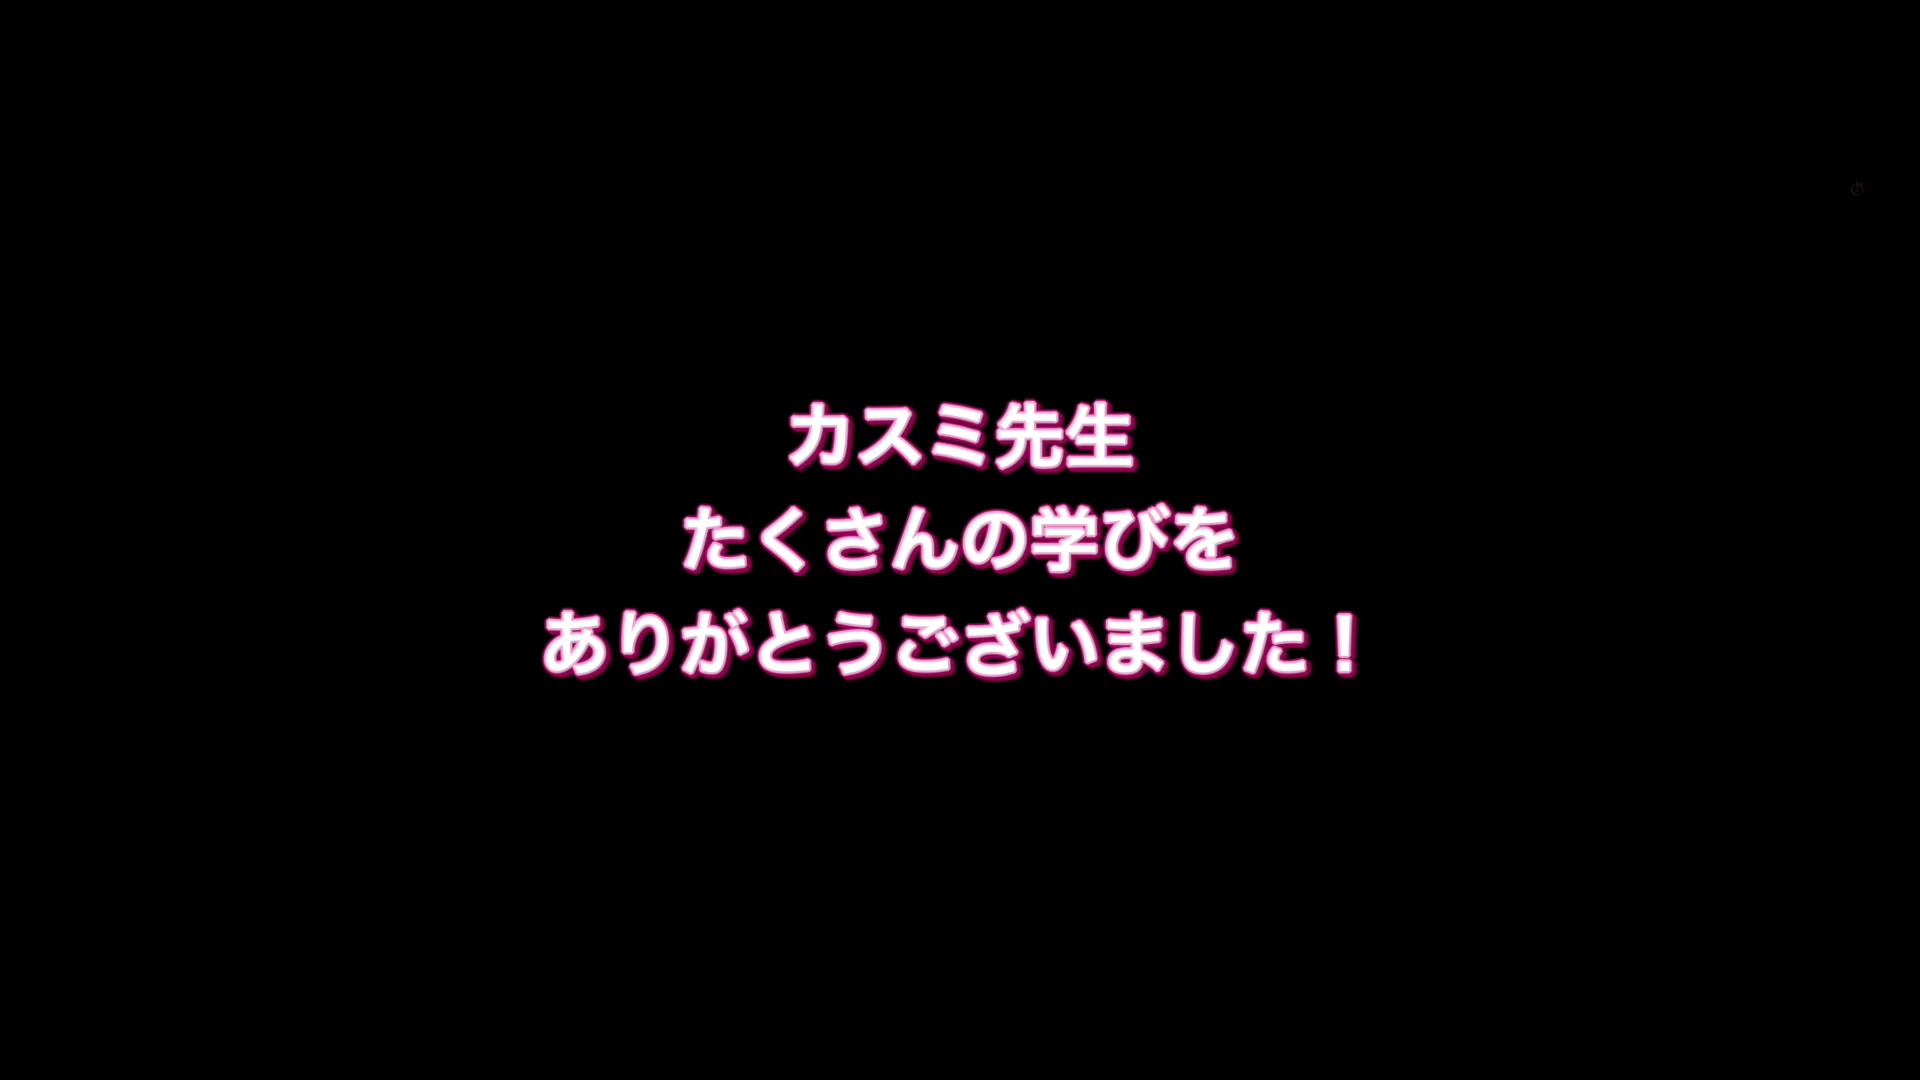 カスミ先生
たくさんの学びを
ありがとうございました！